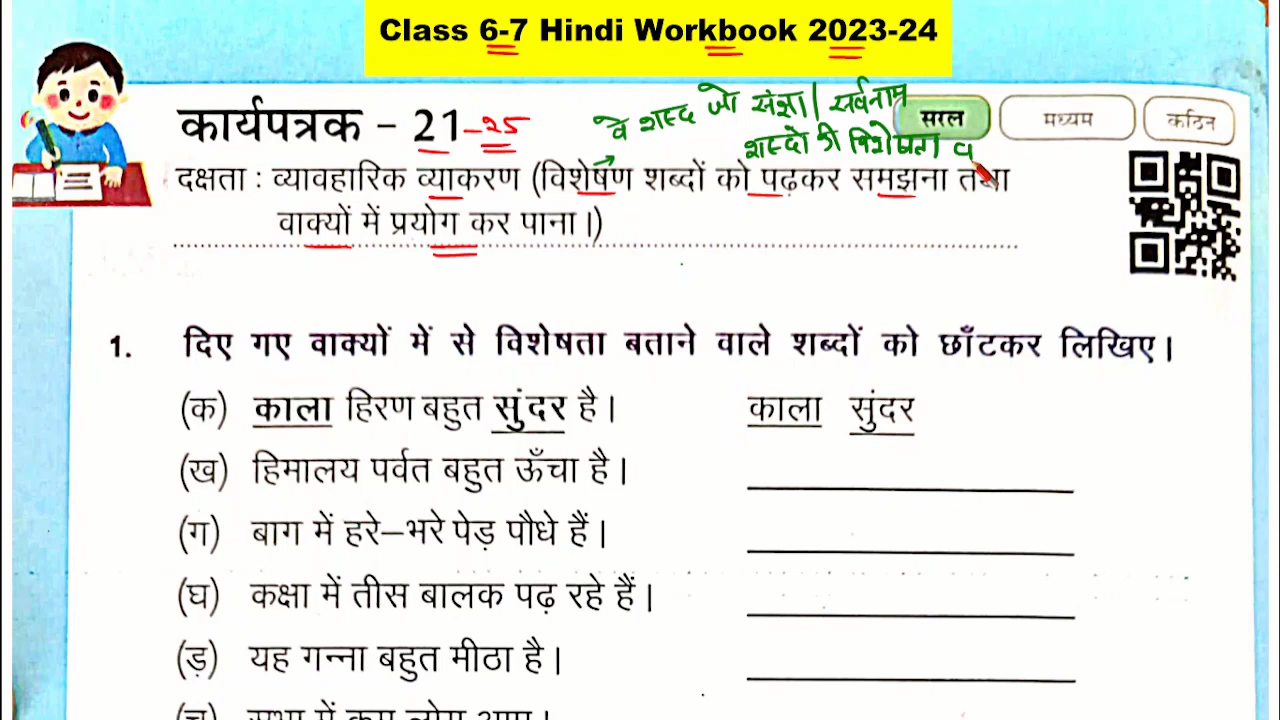 Class 6-7 Hindi Workbook 2023-24
वे शब्द जो संज्ञा/सर्वनाम
शब्दो की विशेषता ब
कार्यपत्रक – 21-25
सरल
मध्यम
कठिन
दक्षता : व्यावहारिक व्याकरण (विशेषण शब्दों को पढ़कर समझना तथा
वाक्यों में प्रयोग कर पाना।)
1. दिए गए वाक्यों में से विशेषता बताने वाले शब्दों को छाँटकर लिखिए।
(क) काला हिरण बहुत सुंदर है। काला सुंदर
(ख) हिमालय पर्वत बहुत ऊँचा है।
(ग) बाग में हरे–भरे पेड़ पौधे हैं।
(घ) कक्षा में तीस बालक पढ़ रहे हैं।
(ड़) यह गन्ना बहुत मीठा है।